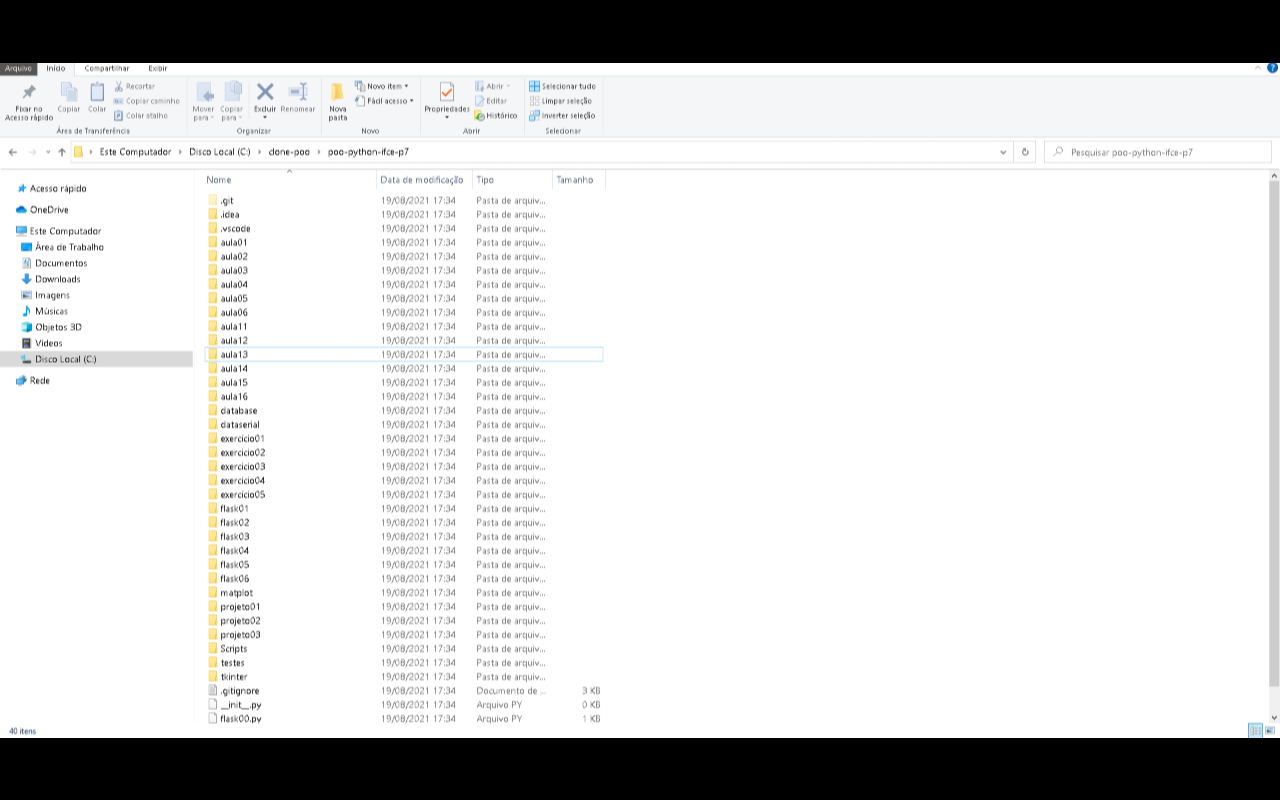 Arquivo Início Compartilhar Exibir
Fixar no Acesso rápido Copiar Colar Recortar Copiar caminho Colar atalho Mover para Copiar para Excluir Renomear Nova pasta Novo item Fácil acesso Propriedades Abrir Editar Histórico Selecionar tudo Limpar seleção Inverter seleção
Área de Transferência Organizar Novo Abrir Selecionar
Este Computador Disco Local (C:) clone-poo poo-python-ifce-p7 Pesquisar poo-python-ifce-p7
Acesso rápido
OneDrive
Este Computador
Área de Trabalho
Documentos
Downloads
Imagens
Músicas
Objetos 3D
Vídeos
Disco Local (C:)
Rede
Nome Data de modificação Tipo Tamanho
.git 19/08/2021 17:34 Pasta de arquiv...
.idea 19/08/2021 17:34 Pasta de arquiv...
.vscode 19/08/2021 17:34 Pasta de arquiv...
aula01 19/08/2021 17:34 Pasta de arquiv...
aula02 19/08/2021 17:34 Pasta de arquiv...
aula03 19/08/2021 17:34 Pasta de arquiv...
aula04 19/08/2021 17:34 Pasta de arquiv...
aula05 19/08/2021 17:34 Pasta de arquiv...
aula06 19/08/2021 17:34 Pasta de arquiv...
aula11 19/08/2021 17:34 Pasta de arquiv...
aula12 19/08/2021 17:34 Pasta de arquiv...
aula13 19/08/2021 17:34 Pasta de arquiv...
aula14 19/08/2021 17:34 Pasta de arquiv...
aula15 19/08/2021 17:34 Pasta de arquiv...
aula16 19/08/2021 17:34 Pasta de arquiv...
database 19/08/2021 17:34 Pasta de arquiv...
dataserial 19/08/2021 17:34 Pasta de arquiv...
exercicio01 19/08/2021 17:34 Pasta de arquiv...
exercicio02 19/08/2021 17:34 Pasta de arquiv...
exercicio03 19/08/2021 17:34 Pasta de arquiv...
exercicio04 19/08/2021 17:34 Pasta de arquiv...
exercicio05 19/08/2021 17:34 Pasta de arquiv...
flask01 19/08/2021 17:34 Pasta de arquiv...
flask02 19/08/2021 17:34 Pasta de arquiv...
flask03 19/08/2021 17:34 Pasta de arquiv...
flask04 19/08/2021 17:34 Pasta de arquiv...
flask05 19/08/2021 17:34 Pasta de arquiv...
flask06 19/08/2021 17:34 Pasta de arquiv...
matplot 19/08/2021 17:34 Pasta de arquiv...
projeto01 19/08/2021 17:34 Pasta de arquiv...
projeto02 19/08/2021 17:34 Pasta de arquiv...
projeto03 19/08/2021 17:34 Pasta de arquiv...
Scripts 19/08/2021 17:34 Pasta de arquiv...
testes 19/08/2021 17:34 Pasta de arquiv...
tkinter 19/08/2021 17:34 Pasta de arquiv...
.gitignore 19/08/2021 17:34 Documento de ... 3 KB
__init__.py 19/08/2021 17:34 Arquivo PY 0 KB
flask00.py 19/08/2021 17:34 Arquivo PY 1 KB
40 itens